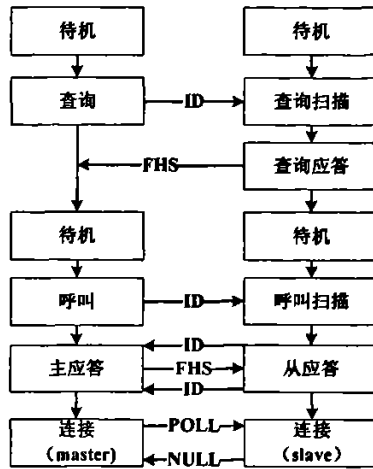 待机
待机
查询
ID
查询扫描
FHS
查询应答
待机
待机
呼叫
ID
呼叫扫描
ID
主应答
FHS
从应答
ID
连接
(master)
POLL
连接
(slave)
NULL